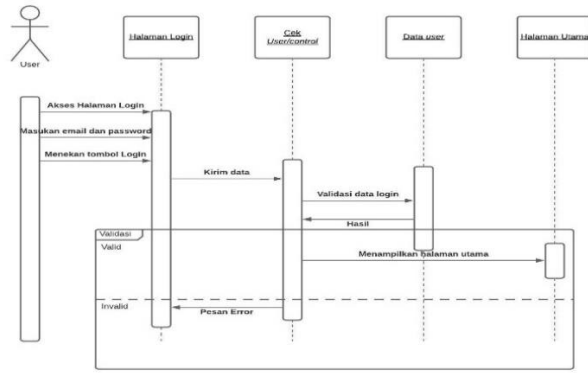 User
Halaman Login
Cek
User/control
Data user
Halaman Utama
Akses Halaman Login
Masukan email dan password
Menekan tombol Login
Kirim data
Validasi data login
Hasil
Validasi
Valid
Menampilkan halaman utama
Invalid
Pesan Error